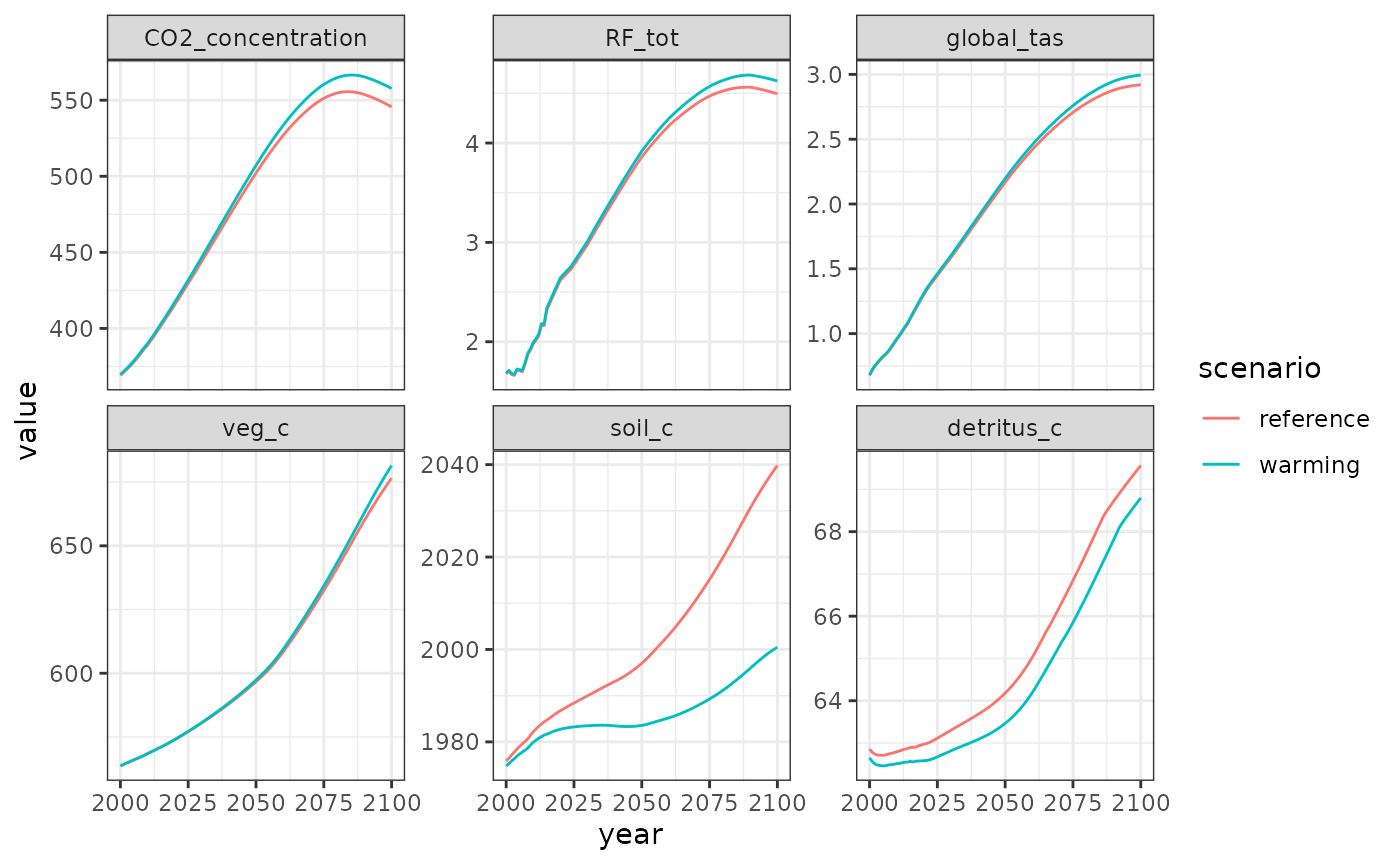 CO2_concentration
RF_tot
global_tas
550
500
450
400
4
3
2
3.0
2.5
2.0
1.5
1.0
value
veg_c
soil_c
detritus_c
650
600
2040
2020
2000
1980
68
66
64
2000 2025 2050 2075 2100
2000 2025 2050 2075 2100
2000 2025 2050 2075 2100
year
scenario
reference
warming